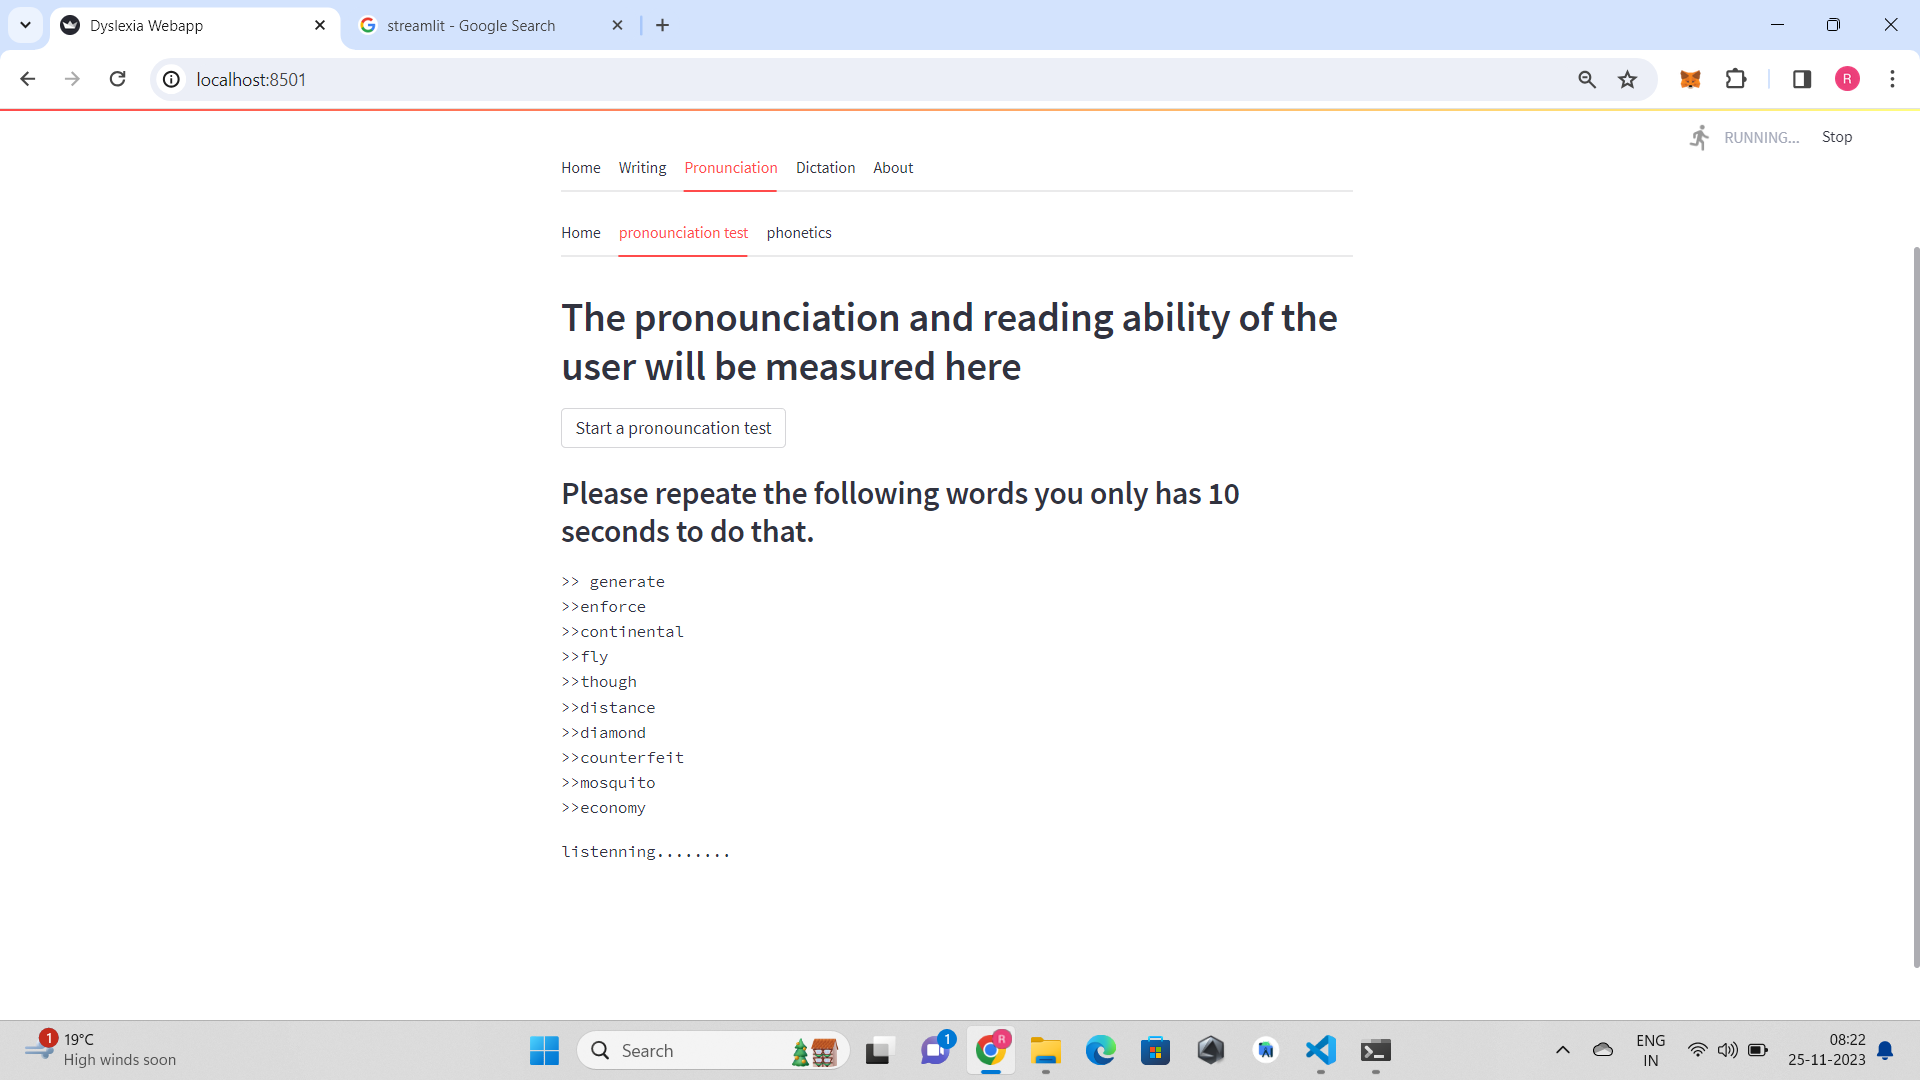 Dyslexia Webapp
streamlit - Google Search
localhost:8501
R
RUNNING...
Stop
Home Writing Pronunciation Dictation About
Home pronounciation test phonetics
The pronounciation and reading ability of the
user will be measured here
Start a pronouncation test
Please repeate the following words you only has 10
seconds to do that.
>> generate
>>enforce
>>continental
>>fly
>>though
>>distance
>>diamond
>>counterfeit
>>mosquito
>>economy
listenning........
1
19°C
High winds soon
Search
1
R
AI
ENG
IN
08:22
25-11-2023